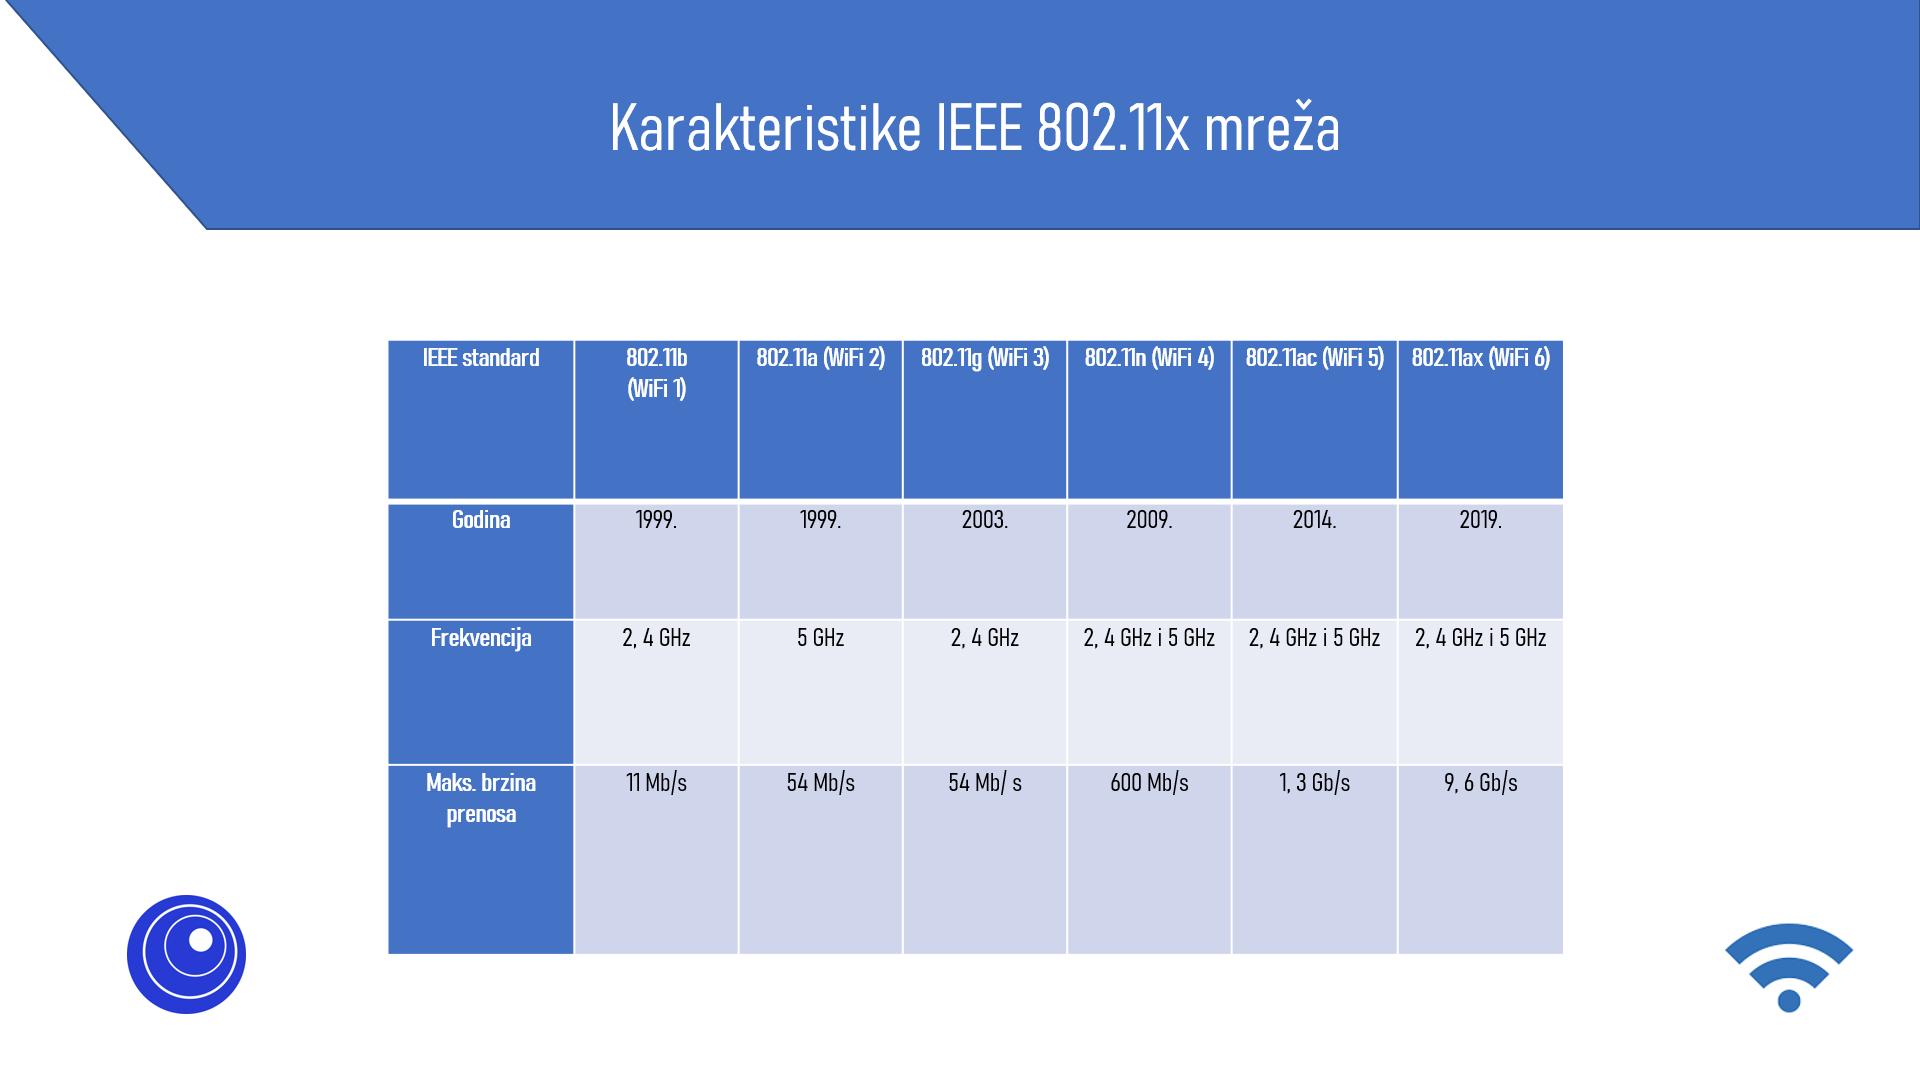 Karakteristike IEEE 802.11x mreža
IEEE standard
802.11b
(WiFi 1)
802.11a (WiFi 2)
802.11g (WiFi 3)
802.11n (WiFi 4)
802.11ac (WiFi 5)
802.11ax (WiFi 6)
Godina
1999.
1999.
2003.
2009.
2014.
2019.
Frekvencija
2, 4 GHz
5 GHz
2, 4 GHz
2, 4 GHz i 5 GHz
2, 4 GHz i 5 GHz
2, 4 GHz i 5 GHz
Maks. brzina
prenosa
11 Mb/s
54 Mb/s
54 Mb/ s
600 Mb/s
1, 3 Gb/s
9, 6 Gb/s